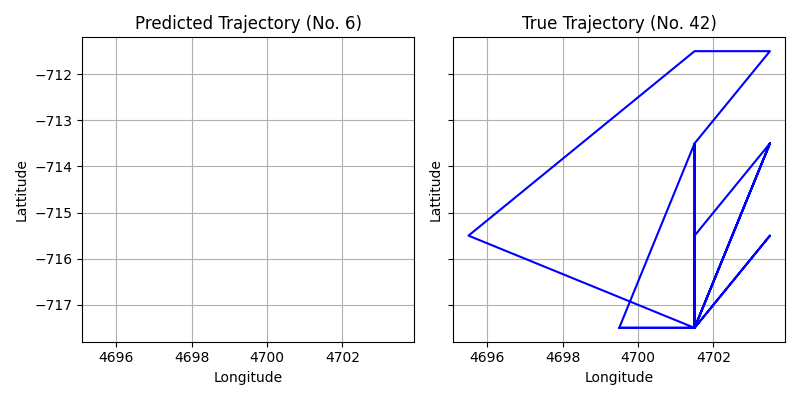 Predicted Trajectory (No. 6)
True Trajectory (No. 42)
−712
−713
−714
−715
−716
−717
Lattitude
4696 4698 4700 4702
Longitude
Lattitude
4696 4698 4700 4702
Longitude